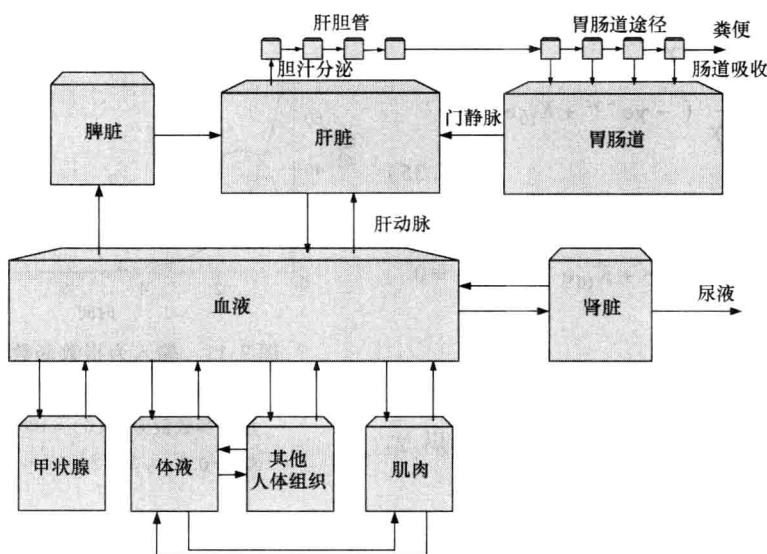 肝胆管
胃肠道途径
粪便
胆汁分泌
肠道吸收
脾脏
肝脏
门静脉
胃肠道
肝动脉
血液
肾脏
尿液
甲状腺
体液
其他
人体组织
肌肉